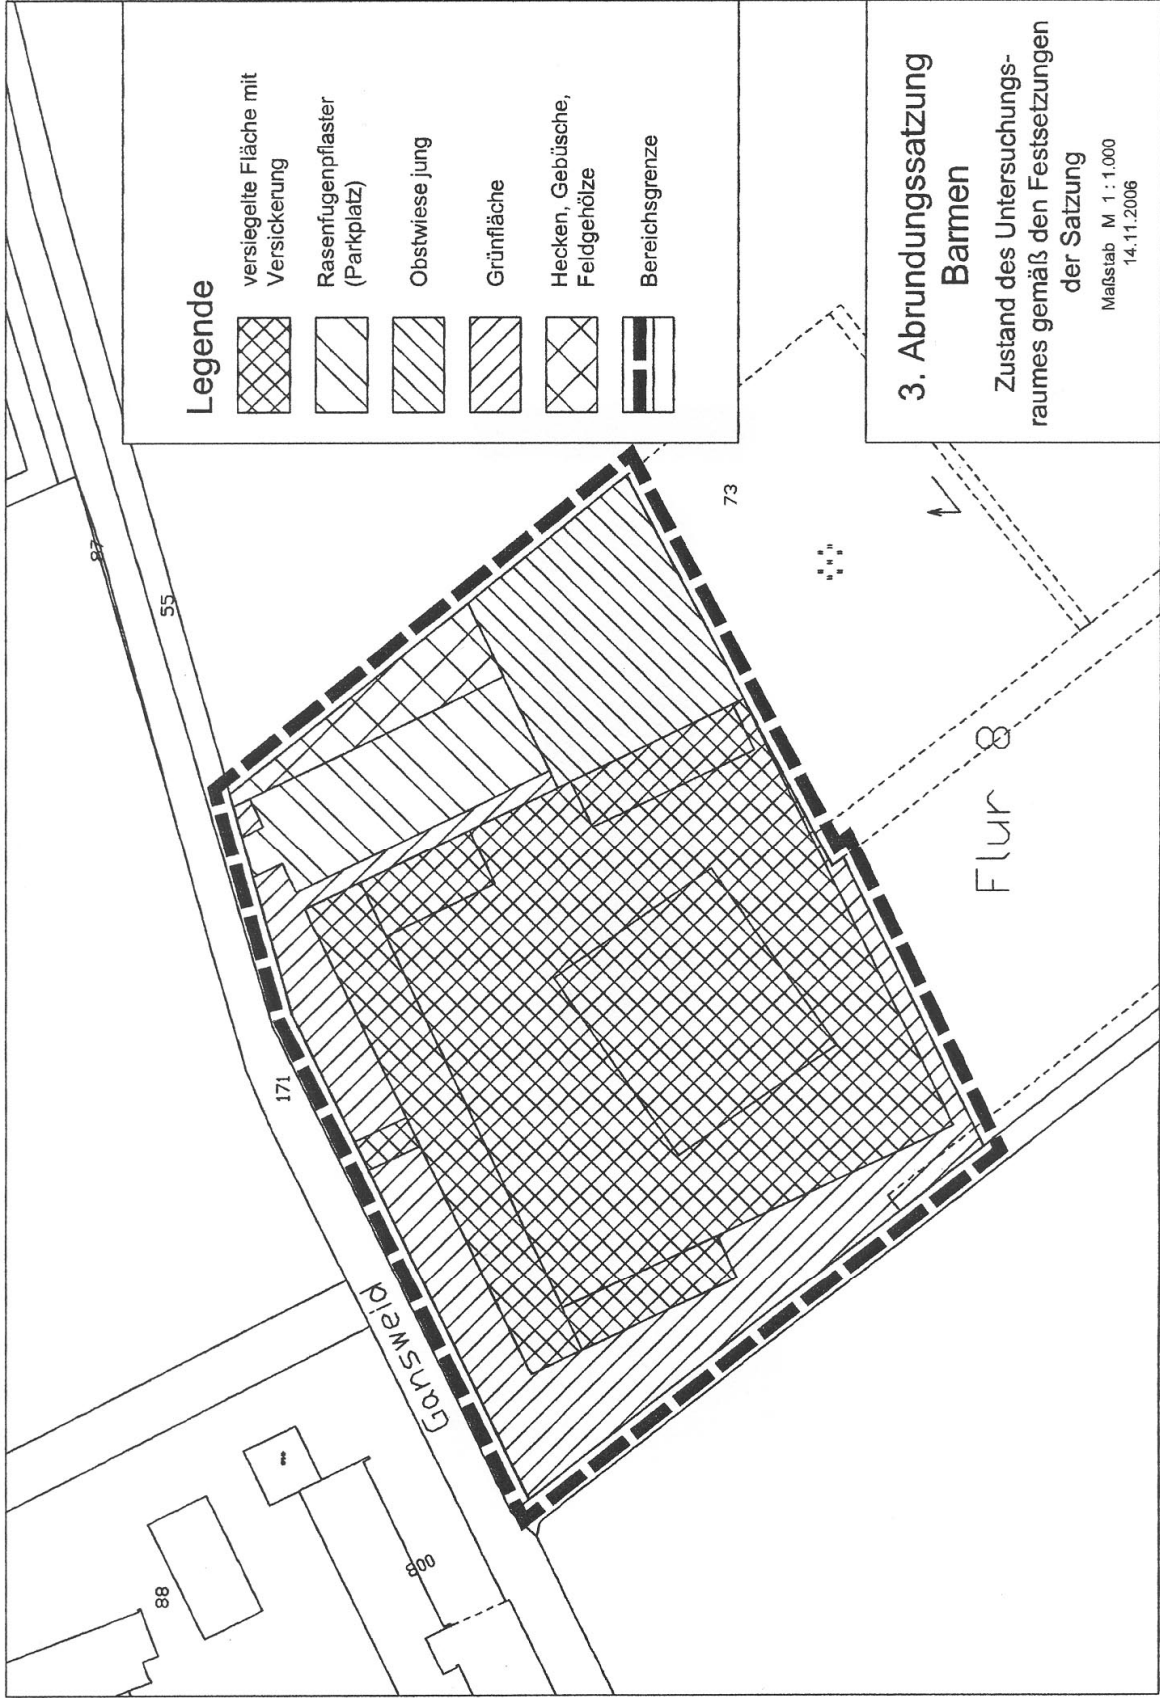 Legende
versiegelte Fläche mit
Versickerung
Rasenfugenpflaster
(Parkplatz)
Obstwiese jung
Grünfläche
Hecken, Gebüsche,
Feldgehölze
Bereichsgrenze
3. Abrundungssatzung
Barmen
Zustand des Untersuchungs-
raumes gemäß den Festsetzungen
der Satzung
Maßstab M 1 : 1.000
14.11.2006
87
55
171
Gansweid
88
73
Flur 8